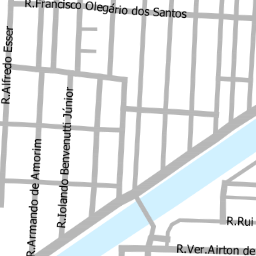 R.Francisco Olegário dos Santos
R.Alfredo Esser
R.Iolando Benvenutti Júnior
R.Armando de Amorim
R.Rui
R.Ver.Airton de